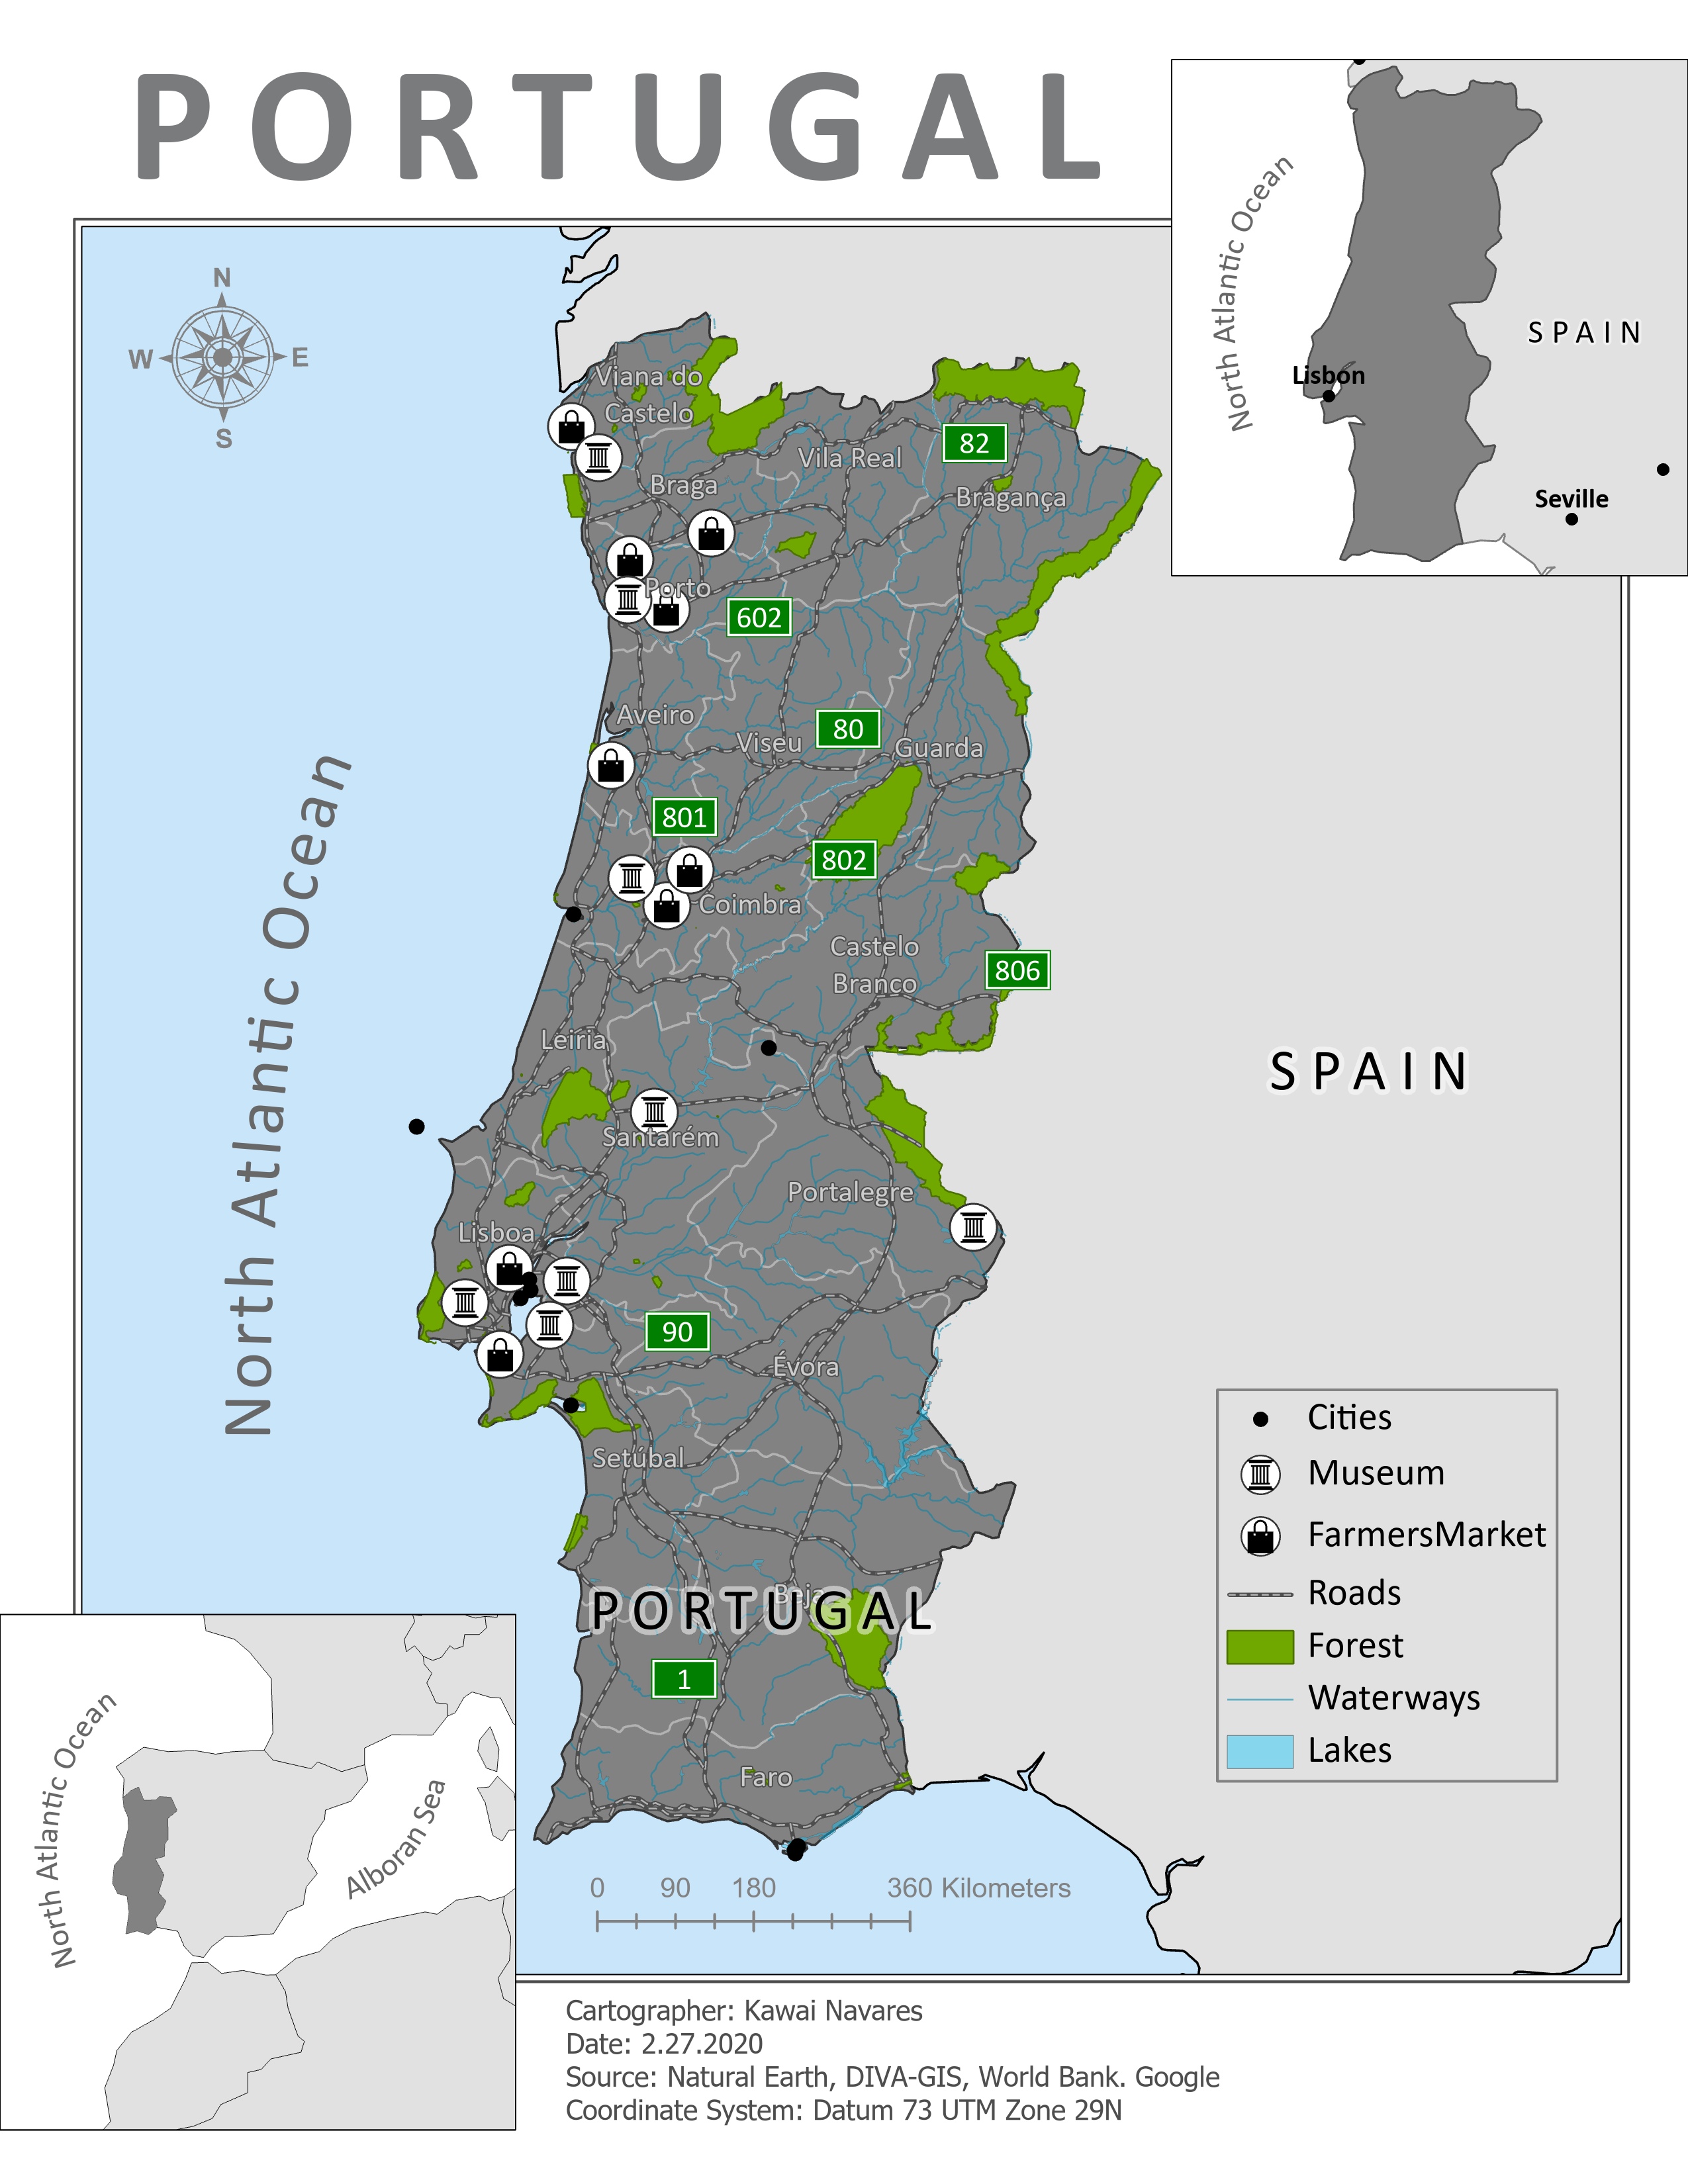 PORTUGAL
North Atlantic Ocean
SPAIN
Lisbon
Seville
N
W
E
S
Viana do
Castelo
Braga
Vila Real
82
Bragança
Porto
602
Aveiro
Viseu
80
Guarda
801
802
Coimbra
Castelo
Branco
806
Leiria
Santarém
Portalegre
Lisboa
90
Évora
Setúbal
Beja
PORTUGAL
1
Faro
North Atlantic Ocean
SPAIN
Cities
Museum
FarmersMarket
Roads
Forest
Waterways
Lakes
0 90 180 360 Kilometers
North Atlantic Ocean
Alboran Sea
Cartographer: Kawai Navares
Date: 2.27.2020
Source: Natural Earth, DIVA-GIS, World Bank. Google
Coordinate System: Datum 73 UTM Zone 29N